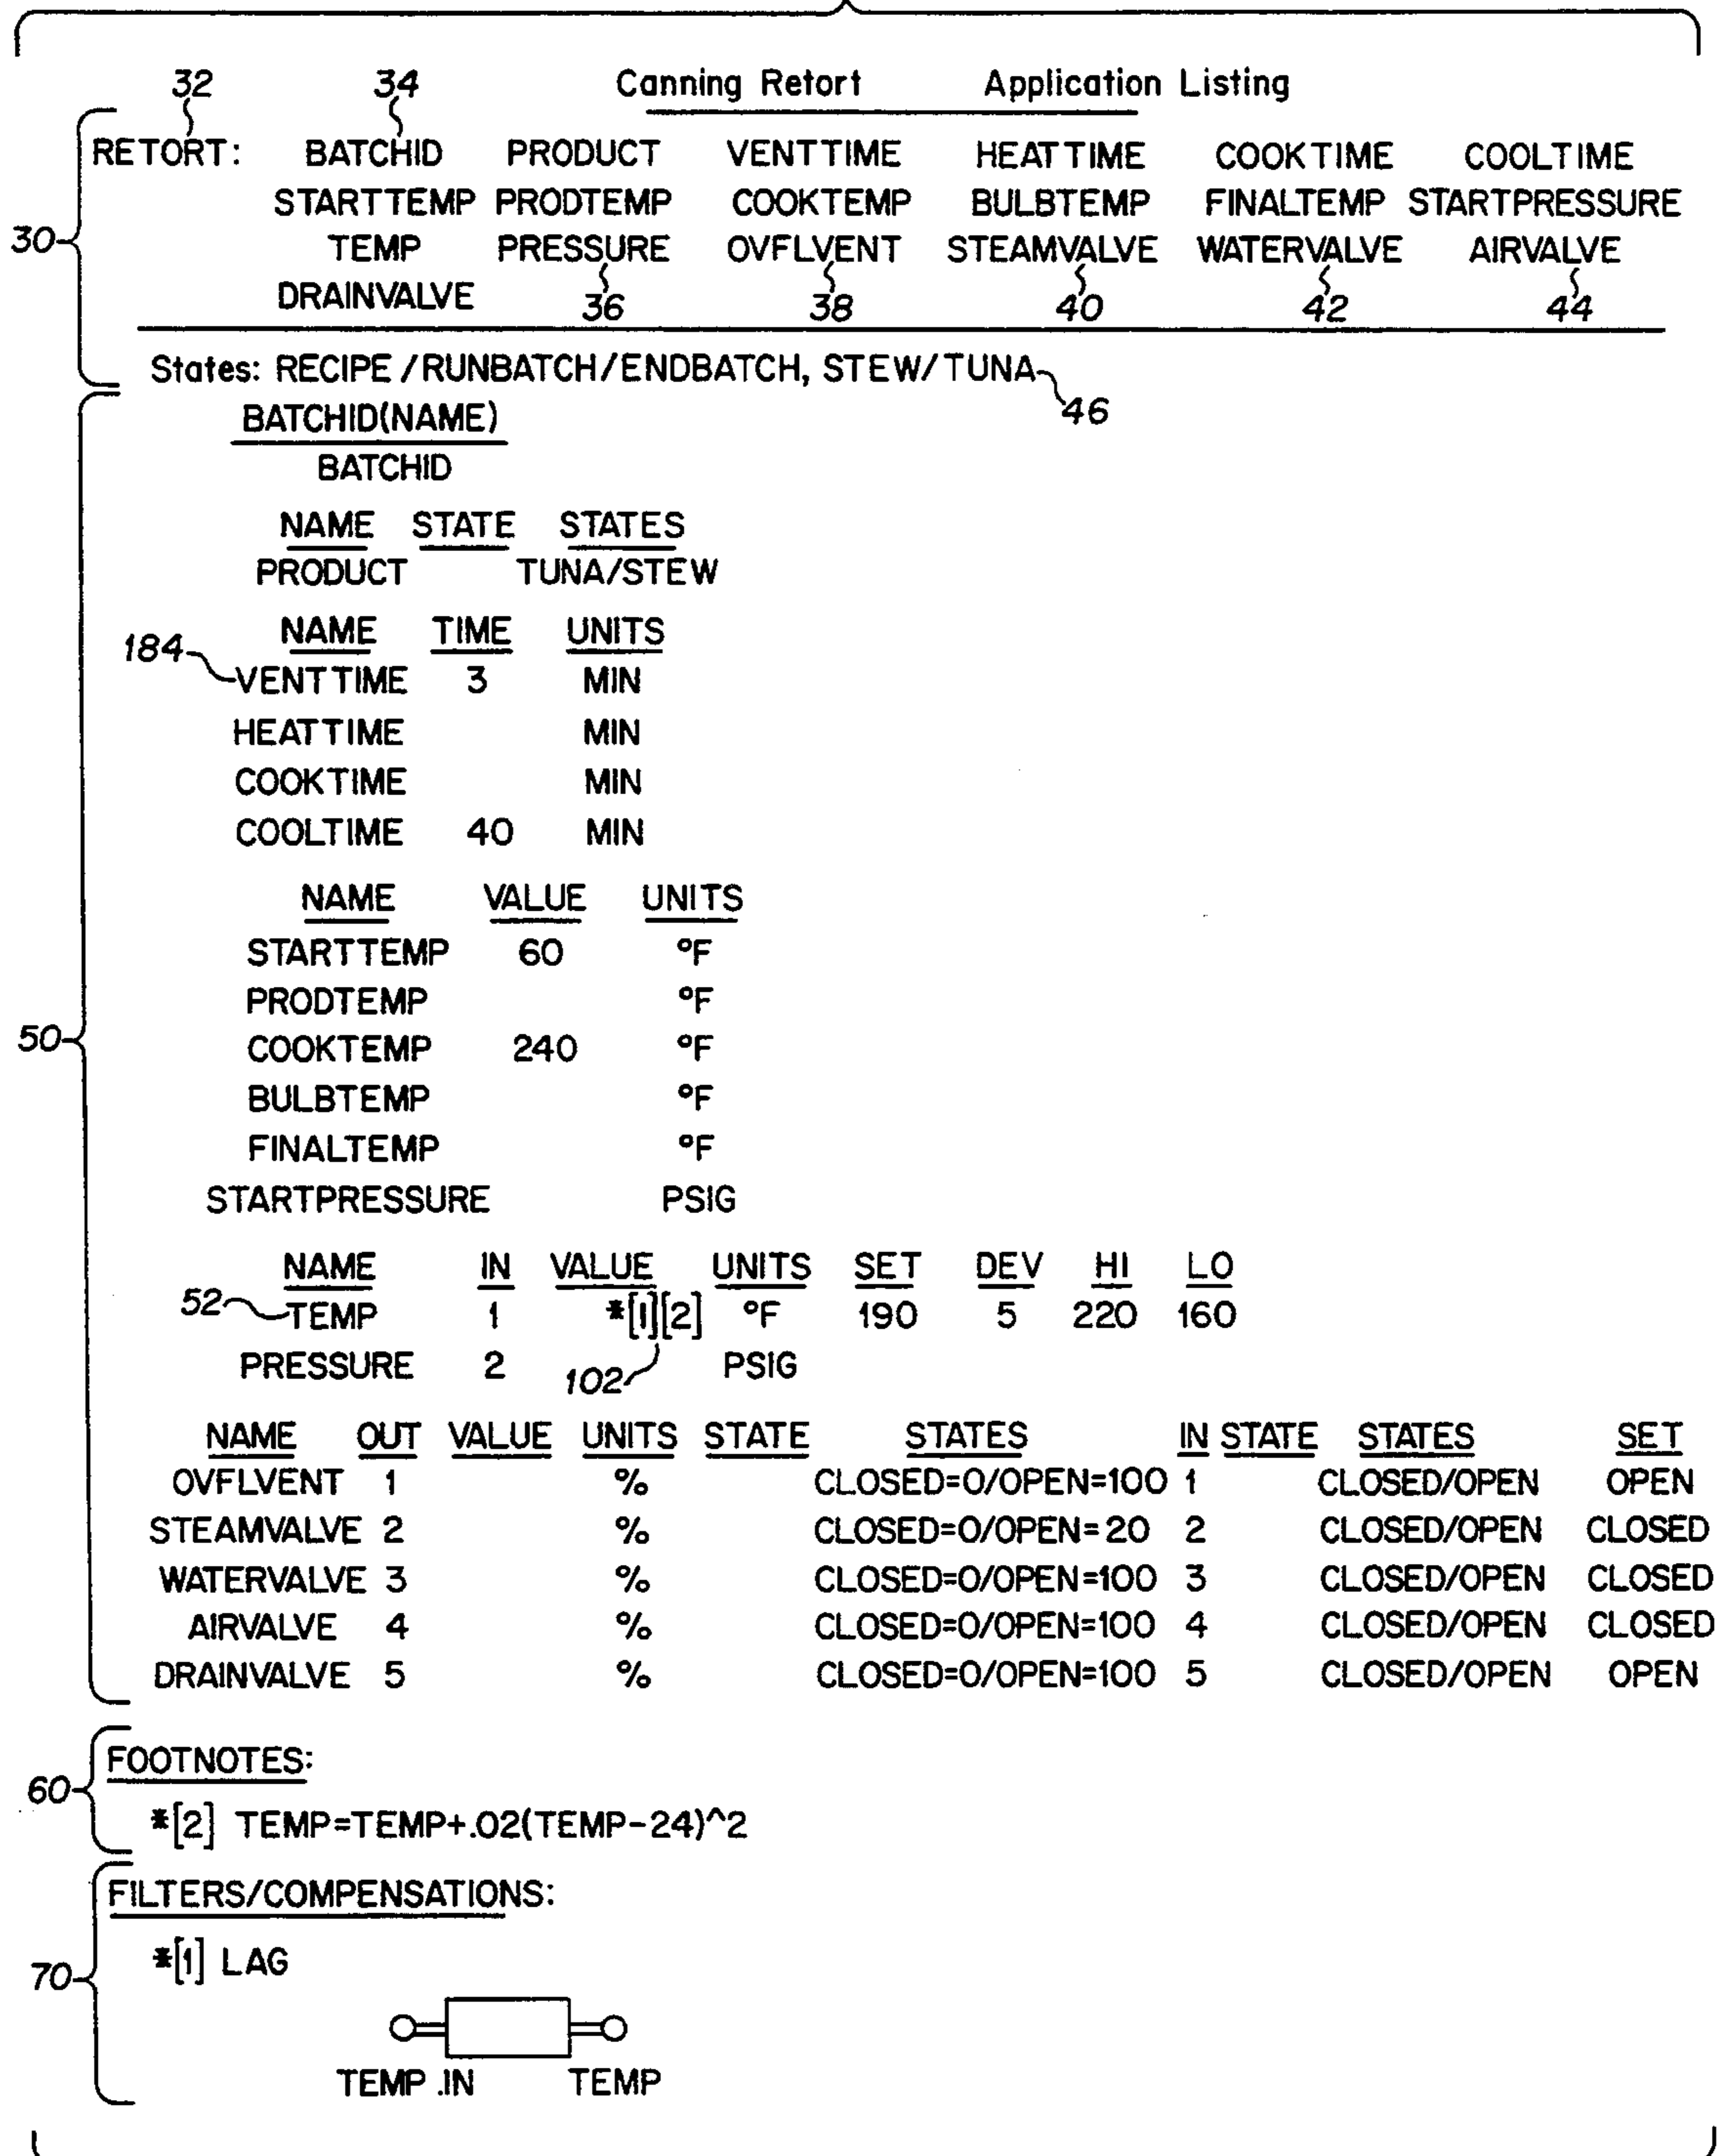 32 34 Canning Retort Application Listing
RETORT: BATCHID PRODUCT VENTTIME HEATTIME COOKTIME COOLTIME
STARTTEMP PRODTEMP COOKTEMP BULBTEMP FINALTEMP STARTPRESSURE
30 TEMP PRESSURE OVFLVENT STEAMVALVE WATERVALVE AIRVALVE
DRAINVALVE 36 38 40 42 44
States: RECIPE/RUNBATCH/ENDBATCH, STEW/TUNA 46
BATCHID(NAME)
BATCHID
NAME STATE STATES
PRODUCT TUNA/STEW
NAME TIME UNITS
184 VENTTIME 3 MIN
HEATTIME MIN
COOKTIME MIN
COOLTIME 40 MIN
NAME VALUE UNITS
STARTTEMP 60 °F
PRODTEMP °F
50 COOKTEMP 240 °F
BULBTEMP °F
FINALTEMP °F
STARTPRESSURE PSIG
NAME IN VALUE UNITS SET DEV HI LO
52 TEMP 1 *[1][2] °F 190 5 220 160
PRESSURE 2 102 PSIG
NAME OUT VALUE UNITS STATE STATES IN STATE STATES SET
OVFLVENT 1 % CLOSED=0/OPEN=100 1 CLOSED/OPEN OPEN
STEAMVALVE 2 % CLOSED=0/OPEN=20 2 CLOSED/OPEN CLOSED
WATERVALVE 3 % CLOSED=0/OPEN=100 3 CLOSED/OPEN CLOSED
AIRVALVE 4 % CLOSED=0/OPEN=100 4 CLOSED/OPEN CLOSED
DRAINVALVE 5 % CLOSED=0/OPEN=100 5 CLOSED/OPEN OPEN
FOOTNOTES:
60
*[2] TEMP=TEMP+.02(TEMP-24)^2
FILTERS/COMPENSATIONS:
*[1] LAG
70
TEMP .IN TEMP